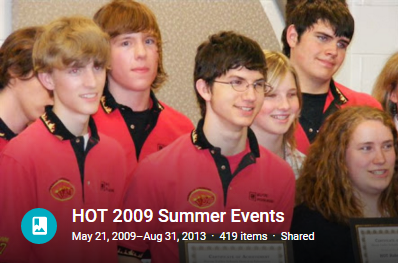 HOT 2009 Summer Events
May 21, 2009–Aug 31, 2013 · 419 items · Shared